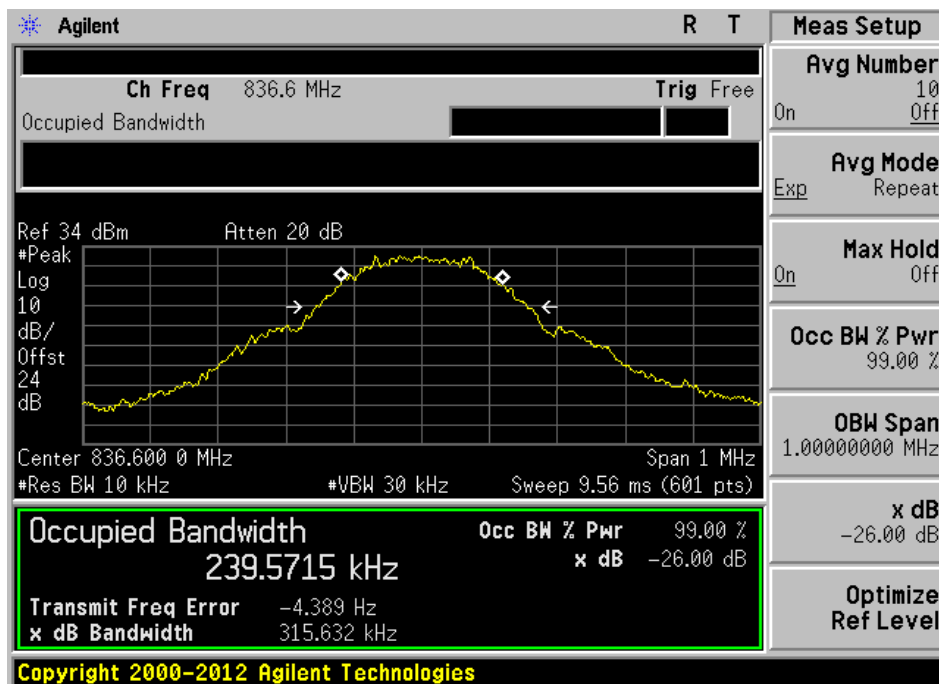 Agilent R T Meas Setup
Avg Number
10
On Off
Ch Freq 836.6 MHz Trig Free
Occupied Bandwidth
Avg Mode
Exp Repeat
Max Hold
On Off
Occ BW % Pwr
99.00 %
OBW Span
1.00000000 MHz
x dB
-26.00 dB
Optimize
Ref Level
Ref 34 dBm Atten 20 dB
#Peak
Log
10
dB/
Offst
24
dB
Center 836.600 0 MHz Span 1 MHz
#Res BW 10 kHz #VBW 30 kHz Sweep 9.56 ms (601 pts)
Occupied Bandwidth Occ BW % Pwr 99.00 %
239.5715 kHz x dB -26.00 dB
Transmit Freq Error -4.389 Hz
x dB Bandwidth 315.632 kHz
Copyright 2000-2012 Agilent Technologies